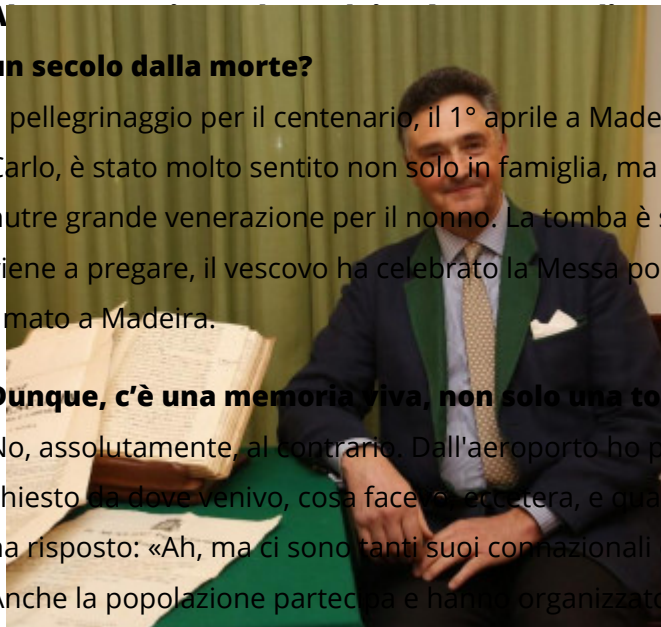 un secolo dalla morte?
pellegrinaggio per il centenario, il 1° aprile a Made
Carlo, è stato molto sentito non solo in famiglia, ma
nutre grande venerazione per il nonno. La tomba è s
viene a pregare, il vescovo ha celebrato la Messa po
mato a Madeira.
Dunque, c'è una memoria viva, non solo una to
No, assolutamente, al contrario. Dall'aeroporto ho p
chiesto da dove venivo, cosa facevo, eccetera, e qua
ha risposto: «Ah, ma ci sono tanti suoi connazionali
Anche la popolazione partecipa e hanno organizzato